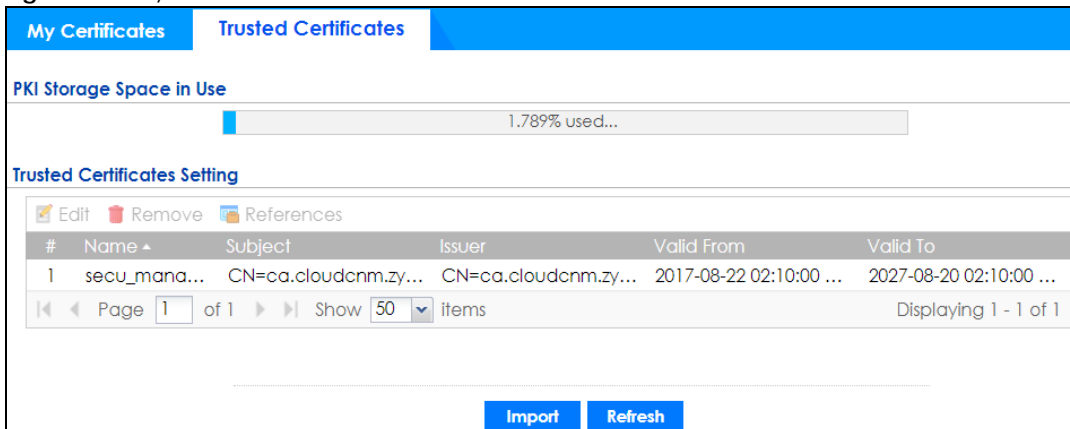 My Certificates Trusted Certificates
PKI Storage Space in Use
1.789% used...
Trusted Certificates Setting
Edit Remove References
# Name Subject Issuer Valid From Valid To
1 secu_mana... CN=ca.cloudcnm.zy... CN=ca.cloudcnm.zy... 2017-08-22 02:10:00 ... 2027-08-20 02:10:00 ...
Page 1 of 1 Show 50 items Displaying 1 - 1 of 1
Import Refresh